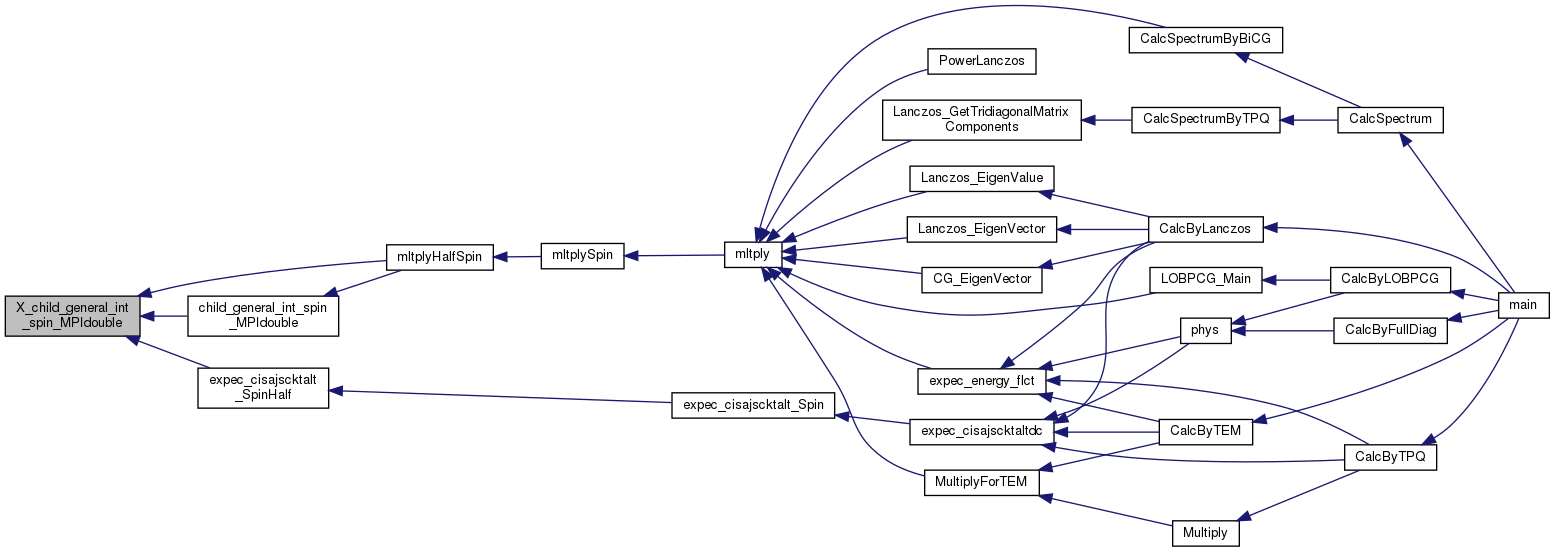 X_child_general_int
_spin_MPIdouble
mltplyHalfSpin
child_general_int_spin
_MPIdouble
expec_cisajscktalt
_SpinHalf
mltplySpin
expec_cisajscktalt_Spin
mltply
PowerLanczos
Lanczos_GetTridiagonalMatrix
Components
Lanczos_EigenValue
Lanczos_EigenVector
CG_EigenVector
expec_energy_flct
expec_cisajscktaltdc
MultiplyForTEM
CalcSpectrumByBiCG
CalcSpectrumByTPQ
CalcByLanczos
LOBPCG_Main
phys
CalcByTEM
Multiply
CalcSpectrum
CalcByLOBPCG
CalcByFullDiag
CalcByTPQ
main